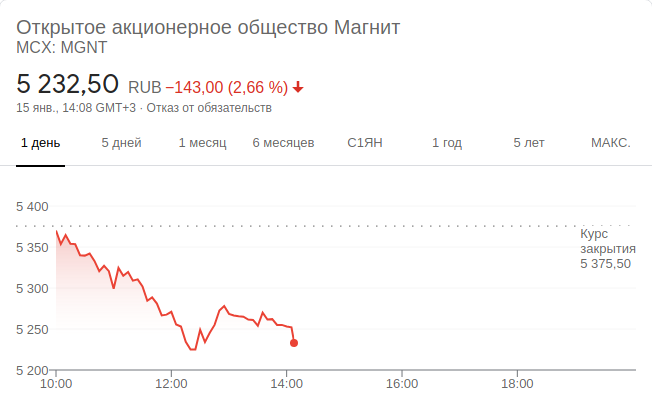 Открытое акционерное общество Магнит
MCX: MGNT
5 232,50 RUB −143,00 (2,66 %)
15 янв., 14:08 GMT+3 · Отказ от обязательств
1 день 5 дней 1 месяц 6 месяцев С1ЯН 1 год 5 лет МАКС.
5 400
Курс
закрытия
5 375,50
5 350
5 300
5 250
5 200
10:00 12:00 14:00 16:00 18:00